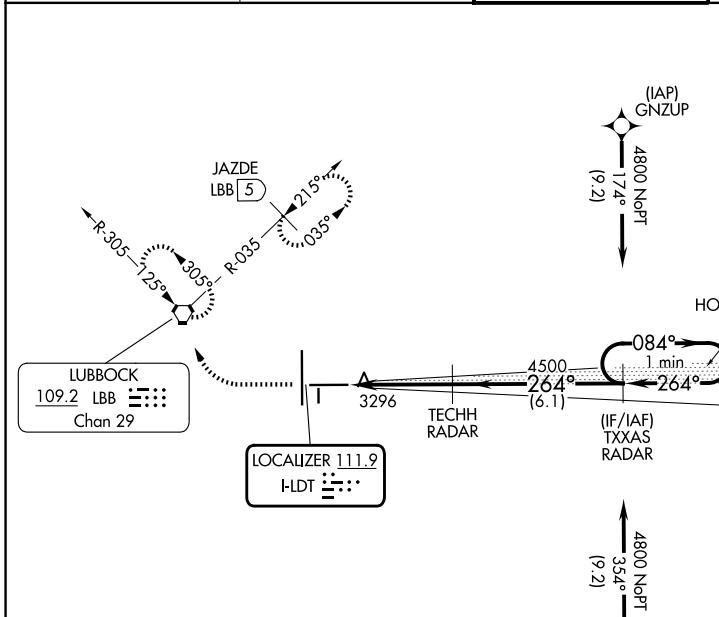 (IAP)
GNZUP
4800 NoPT
174°
(9.2)
JAZDE
LBB 5
215°
035°
R-035
R-305
125°
305°
HO
LUBBOCK
109.2 LBB
Chan 29
084°
1 min
4500
264°
264°
(6.1)
3296
TECHH
RADAR
(IF/IAF)
TXXAS
RADAR
LOCALIZER 111.9
I-LDT
4800 NoPT
354°
(9.2)